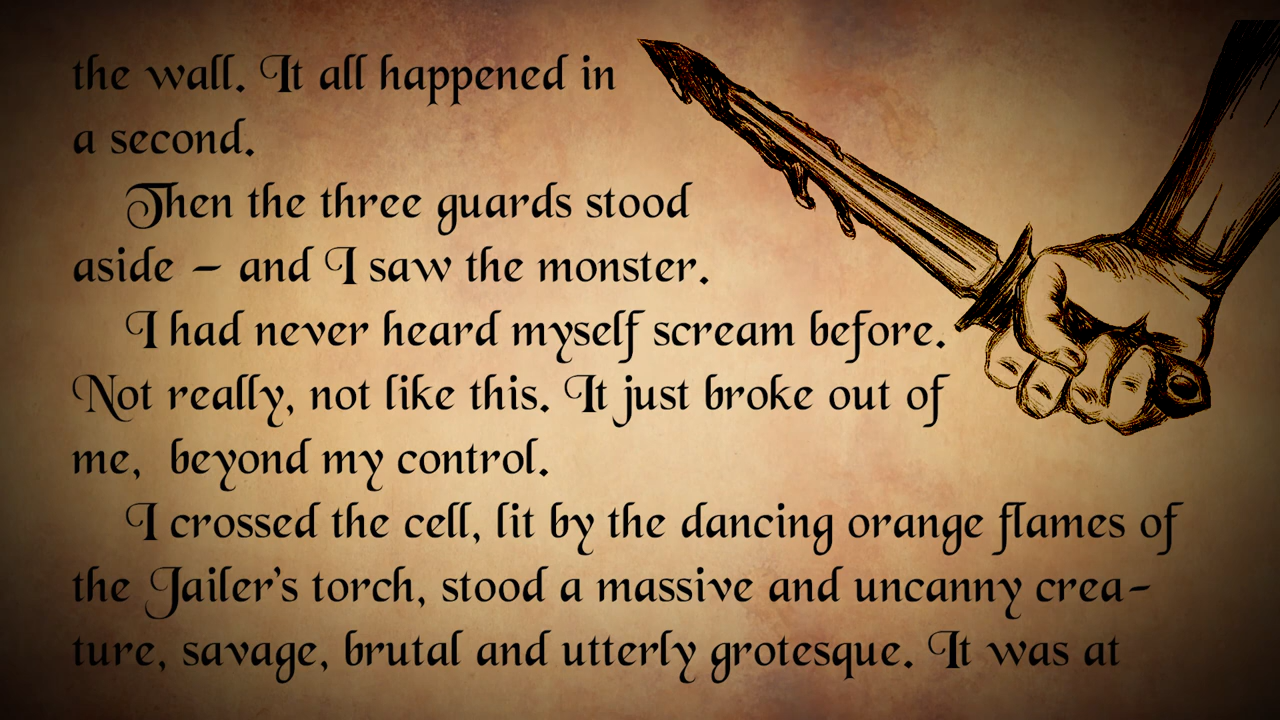 the wall. It all happened in
a second.
Then the three guards stood
aside – and I saw the monster.
I had never heard myself scream before.
Not really, not like this. It just broke out of
me,  beyond my control.
I crossed the cell, lit by the dancing orange flames of
the Jailer's torch, stood a massive and uncanny crea-
ture, savage, brutal and utterly grotesque. It was at